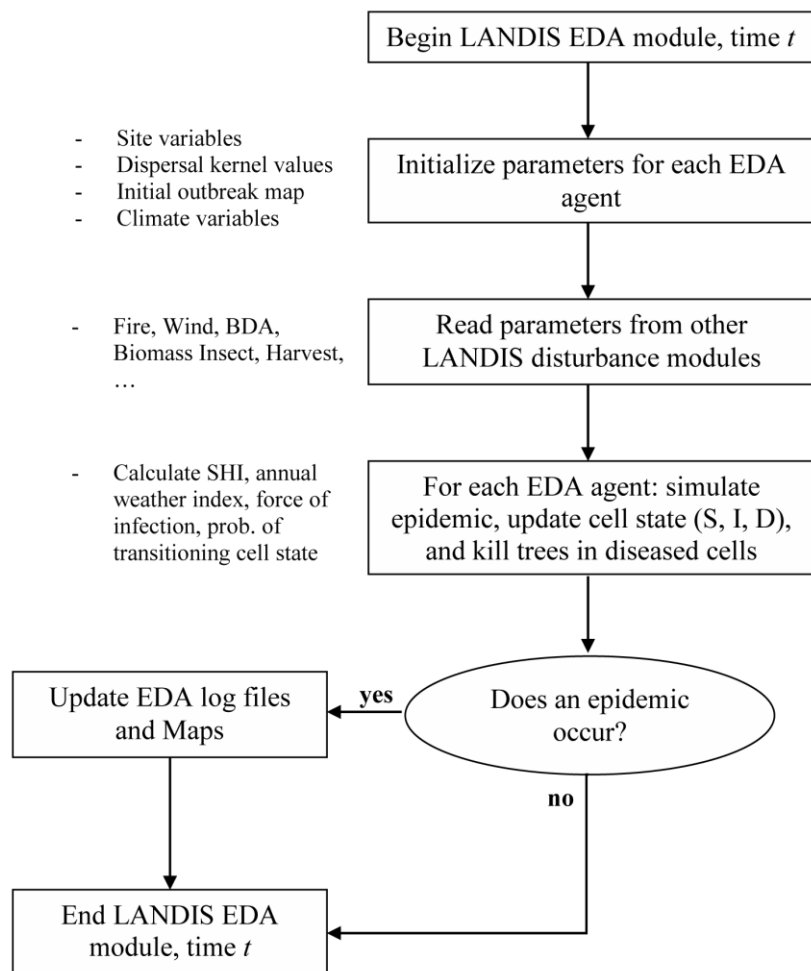 Begin LANDIS EDA module, time t
- Site variables
- Dispersal kernel values
- Initial outbreak map
- Climate variables
Initialize parameters for each EDA
agent
- Fire, Wind, BDA,
Biomass Insect, Harvest,
…
Read parameters from other
LANDIS disturbance modules
- Calculate SHI, annual
weather index, force of
infection, prob. of
transitioning cell state
For each EDA agent: simulate
epidemic, update cell state (S, I, D),
and kill trees in diseased cells
Does an epidemic
occur?
yes
Update EDA log files
and Maps
no
End LANDIS EDA
module, time t